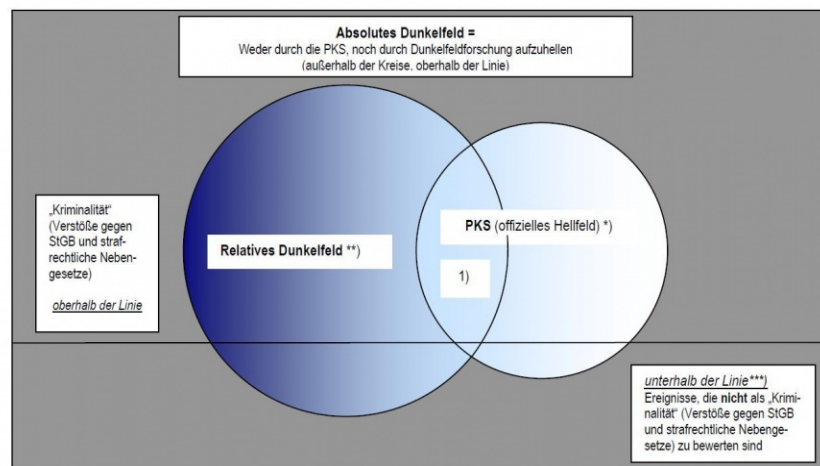 Absolutes Dunkelfeld =
Weder durch die PKS, noch durch Dunkelfeldforschung aufzuhellen
(außerhalb der Kreise, oberhalb der Linie)
„Kriminalität“
(Verstöße gegen
StGB und straf-
rechtliche Neben-
gesetze)
oberhalb der Linie
Relatives Dunkelfeld **)
PKS (offizielles Hellfeld) *)
1)
unterhalb der Linie***)
Ereignisse, die nicht als „Krimi-
nalität“ (Verstöße gegen StGB
und strafrechtliche Nebenge-
setze) zu bewerten sind